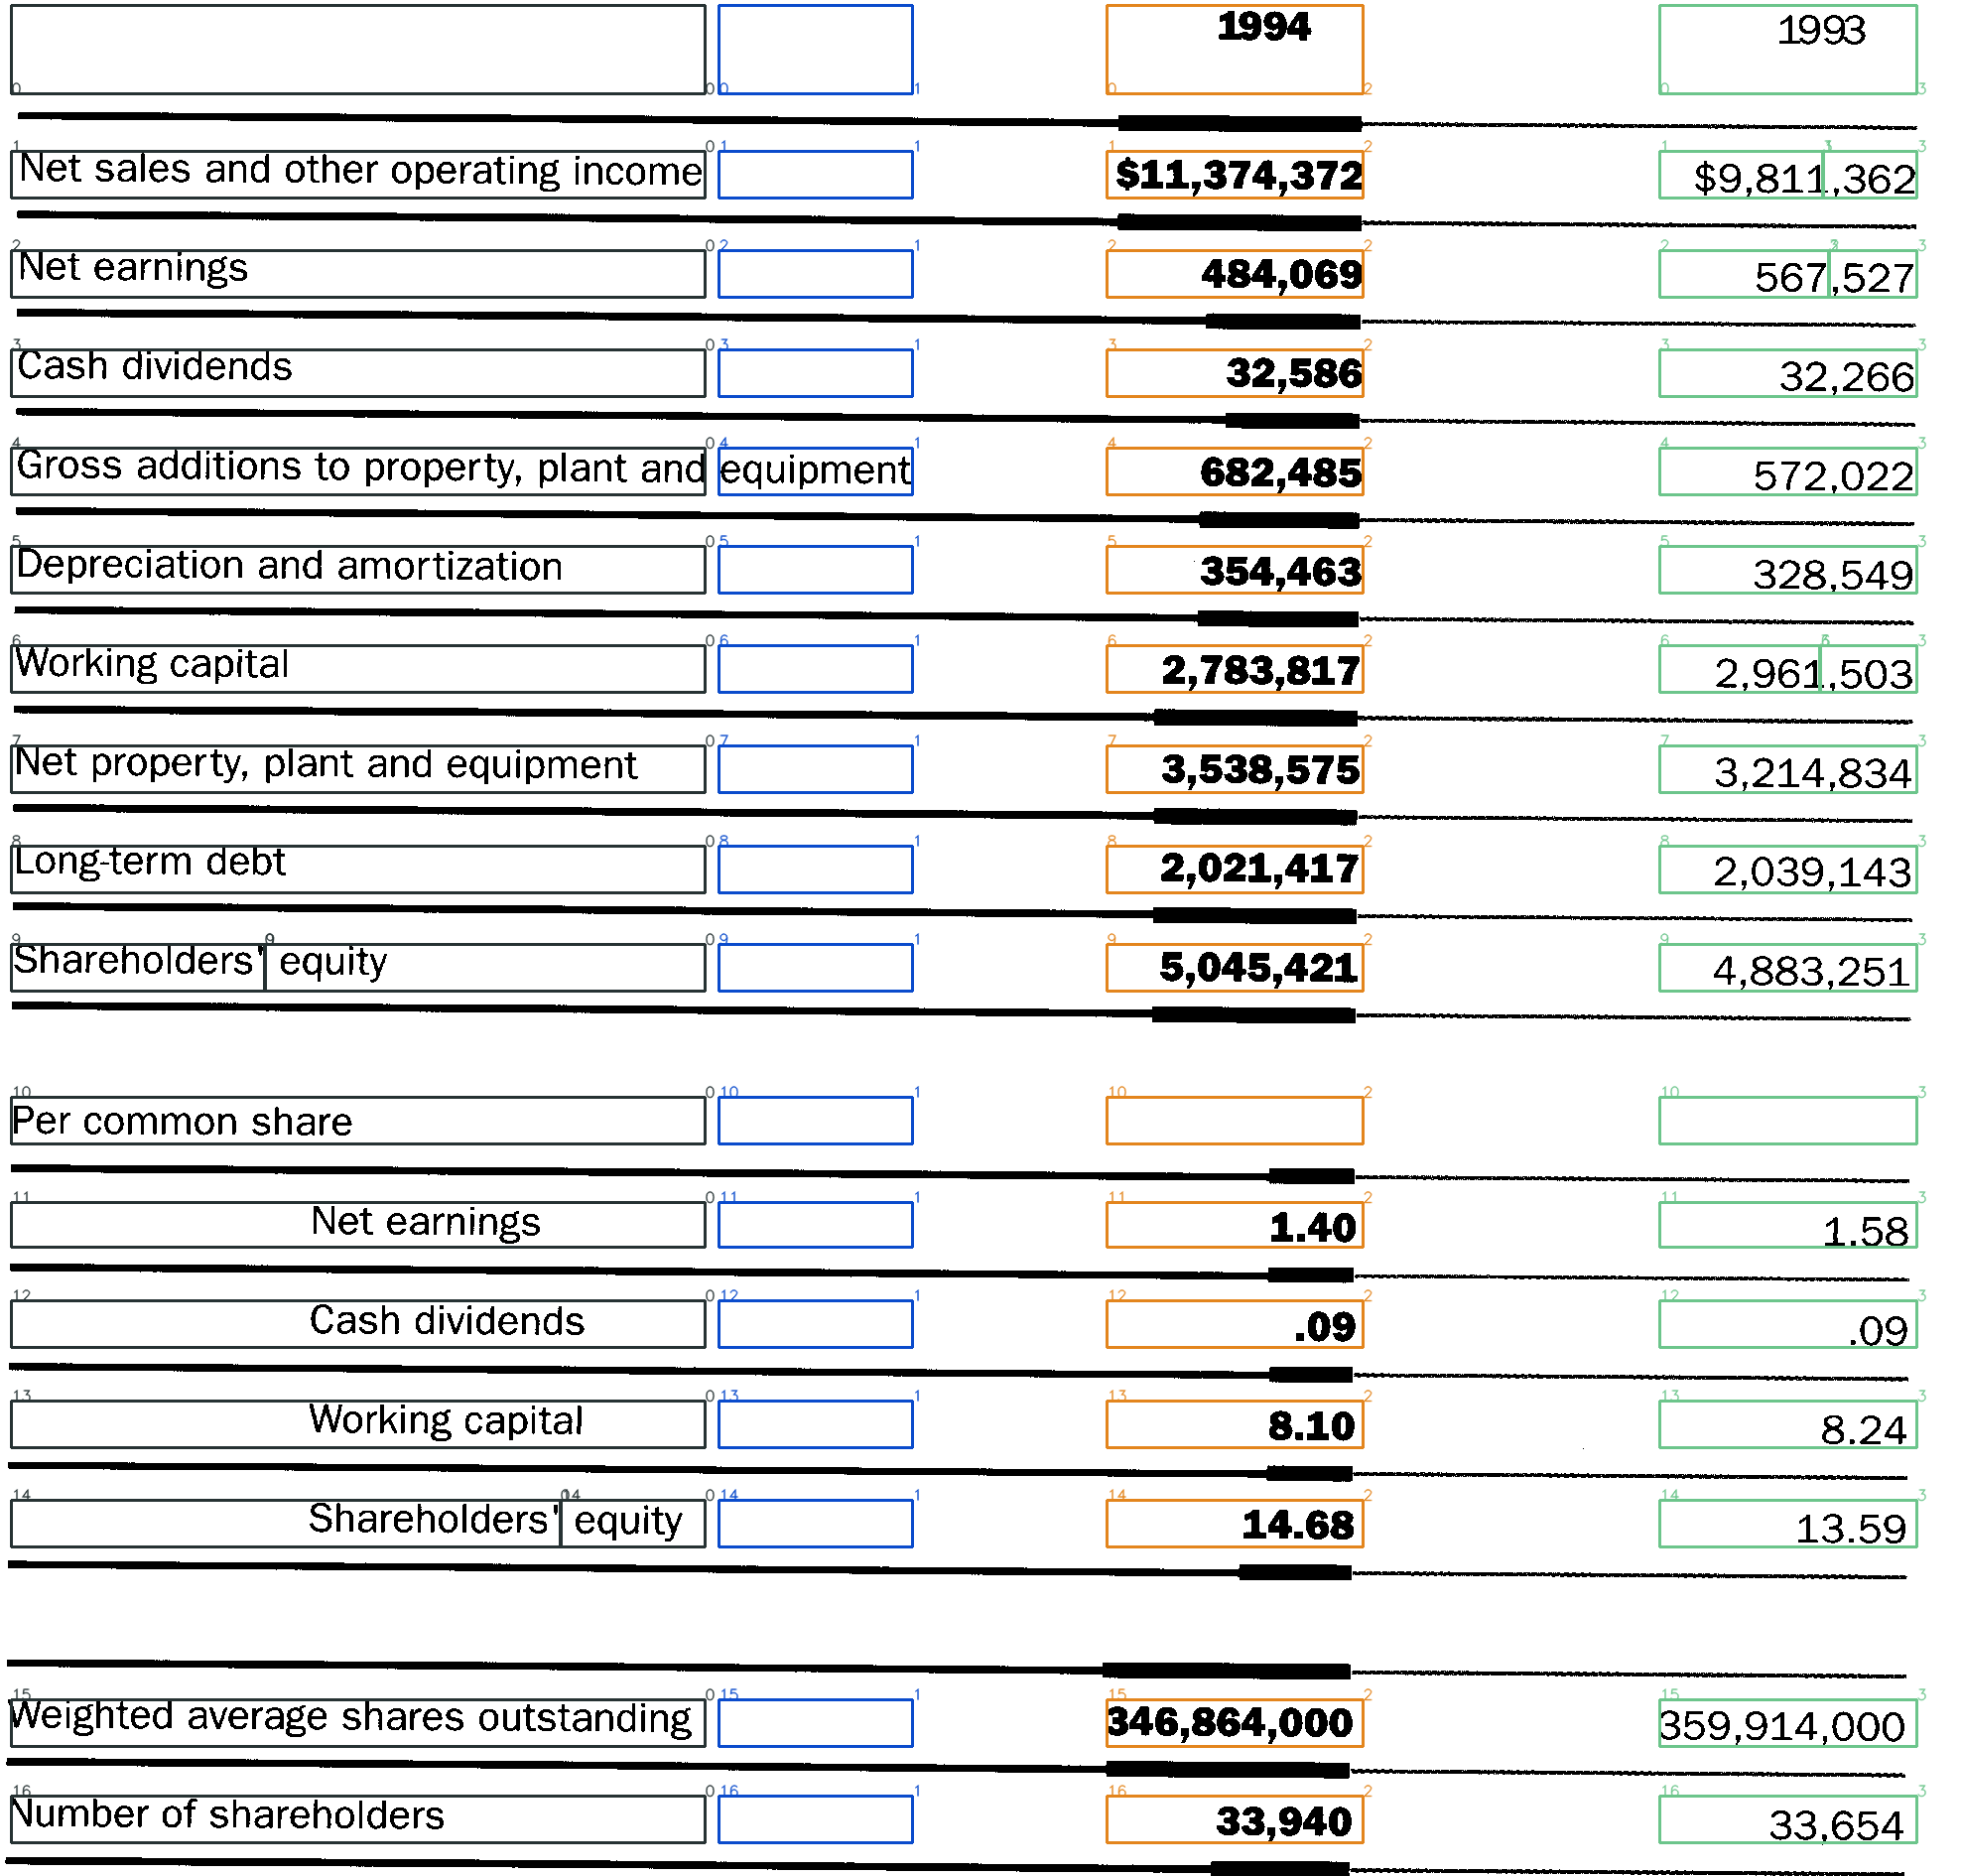 1994 1993
Net sales and other operating income $11,374,372 $9,811,362
Net earnings 484,069 567,527
Cash dividends 32,586 32,266
Gross additions to property, plant and equipment 682,485 572,022
Depreciation and amortization 354,463 328,549
Working capital 2,783,817 2,961,503
Net property, plant and equipment 3,538,575 3,214,834
Long-term debt 2,021,417 2,039,143
Shareholders' equity 5,045,421 4,883,251
Per common share
Net earnings 1.40 1.58
Cash dividends .09 .09
Working capital 8.10 8.24
Shareholders' equity 14.68 13.59
Weighted average shares outstanding 346,864,000 359,914,000
Number of shareholders 33,940 33,654